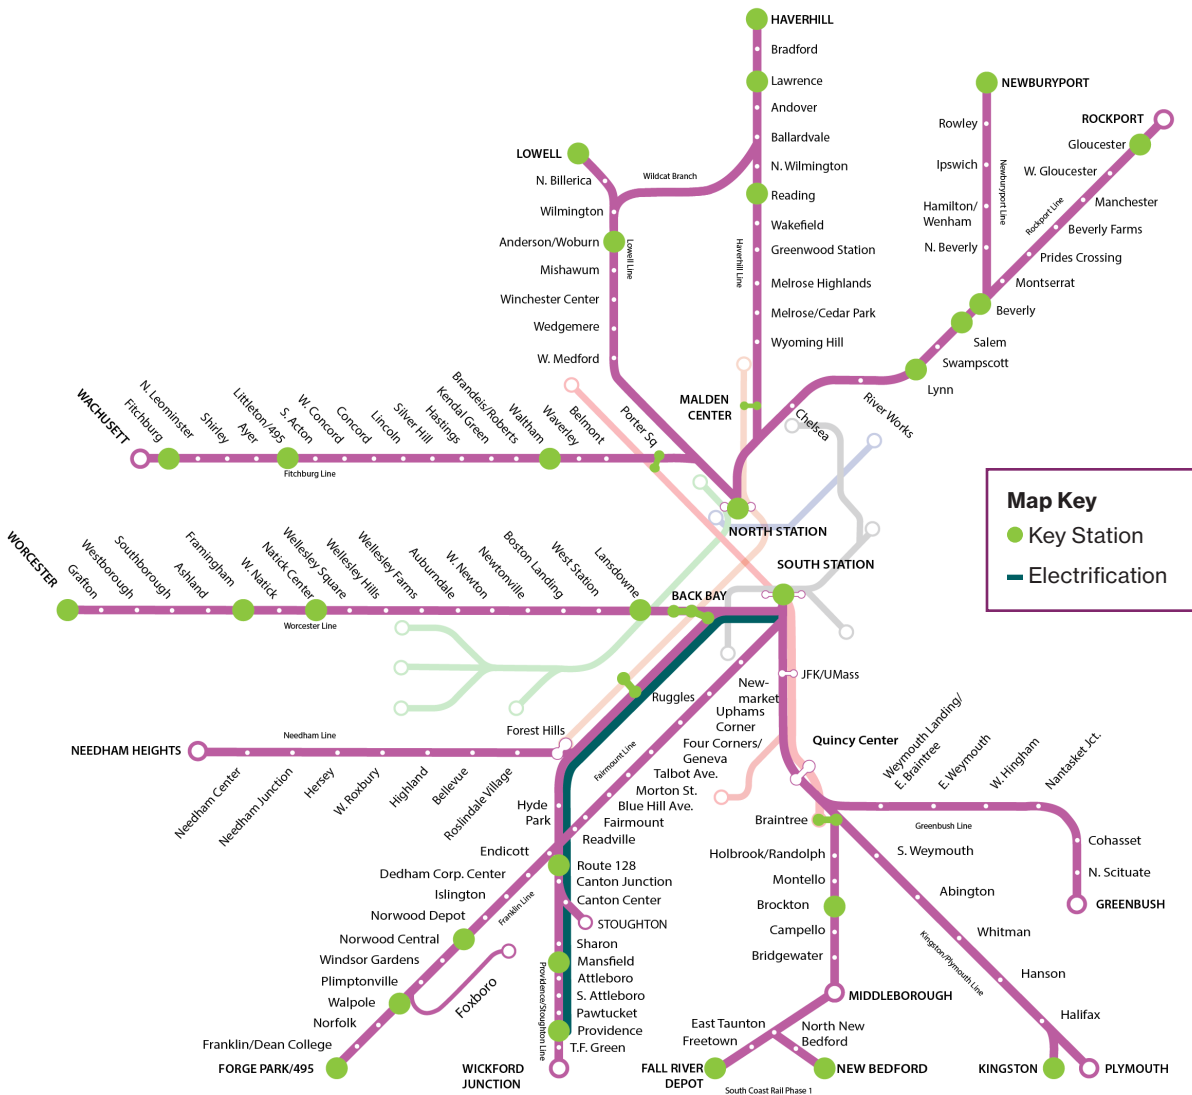 HAVERHILL
Bradford
Lawrence
Andover
Ballardvale
N. Wilmington
Reading
Wakefield
Greenwood Station
Melrose Highlands
Melrose/Cedar Park
Wyoming Hill
Haverhill Line
MALDEN
CENTER
NEWBURYPORT
Rowley
Ipswich
Hamilton/
Wenham
N. Beverly
Newburyport Line
ROCKPORT
Gloucester
W. Gloucester
Manchester
Beverly Farms
Prides Crossing
Montserrat
Rockport Line
Beverly
Salem
Swampscott
Lynn
River Works
Chelsea
LOWELL
N. Billerica
Wildcat Branch
Wilmington
Anderson/Woburn
Lowell Line
Mishawum
Winchester Center
Wedgemere
W. Medford
WACHUSETT
Fitchburg
N. Leominster
Shirley
Ayer
Littleton/495
S. Acton
W. Concord
Concord
Lincoln
Silver Hill
Hastings
Kendal Green
Brandeis/Roberts
Waltham
Waverley
Belmont
Porter Sq
Fitchburg Line
NORTH STATION
SOUTH STATION
Map Key
Key Station
Electrification
WORCESTER
Grafton
Westborough
Southborough
Ashland
Framingham
W. Natick
Natick Center
Wellesley Square
Wellesley Hills
Wellesley Farms
Auburndale
W. Newton
Newtonville
Boston Landing
West Station
Lansdowne
BACK BAY
Worcester Line
Ruggles
Forest Hills
NEEDHAM HEIGHTS
Needham Line
Needham Center
Needham Junction
Hersey
W. Roxbury
Highland
Bellevue
Roslindale Village
New-
market
Uphams
Corner
Four Corners/
Geneva
Talbot Ave.
Morton St.
Blue Hill Ave.
Fairmount
Readville
Fairmount Line
JFK/UMass
Quincy Center
Braintree
Weymouth Landing/
E. Braintree
E. Weymouth
W. Hingham
Nantasket Jct.
Greenbush Line
Cohasset
N. Scituate
GREENBUSH
Hyde
Park
Endicott
Dedham Corp. Center
Islington
Norwood Depot
Norwood Central
Windsor Gardens
Plimptonville
Walpole
Norfolk
Franklin/Dean College
FORGE PARK/495
Franklin Line
Foxboro
Route 128
Canton Junction
Canton Center
STOUGHTON
Sharon
Mansfield
Attleboro
S. Attleboro
Pawtucket
Providence
T.F. Green
Providence/Stoughton Line
WICKFORD
JUNCTION
Holbrook/Randolph
Montello
Brockton
Campello
Bridgewater
MIDDLEBOROUGH
East Taunton
Freetown
North New
Bedford
FALL RIVER
DEPOT
NEW BEDFORD
South Coast Rail Phase 1
S. Weymouth
Abington
Whitman
Hanson
Halifax
Kingston/Plymouth Line
KINGSTON
PLYMOUTH